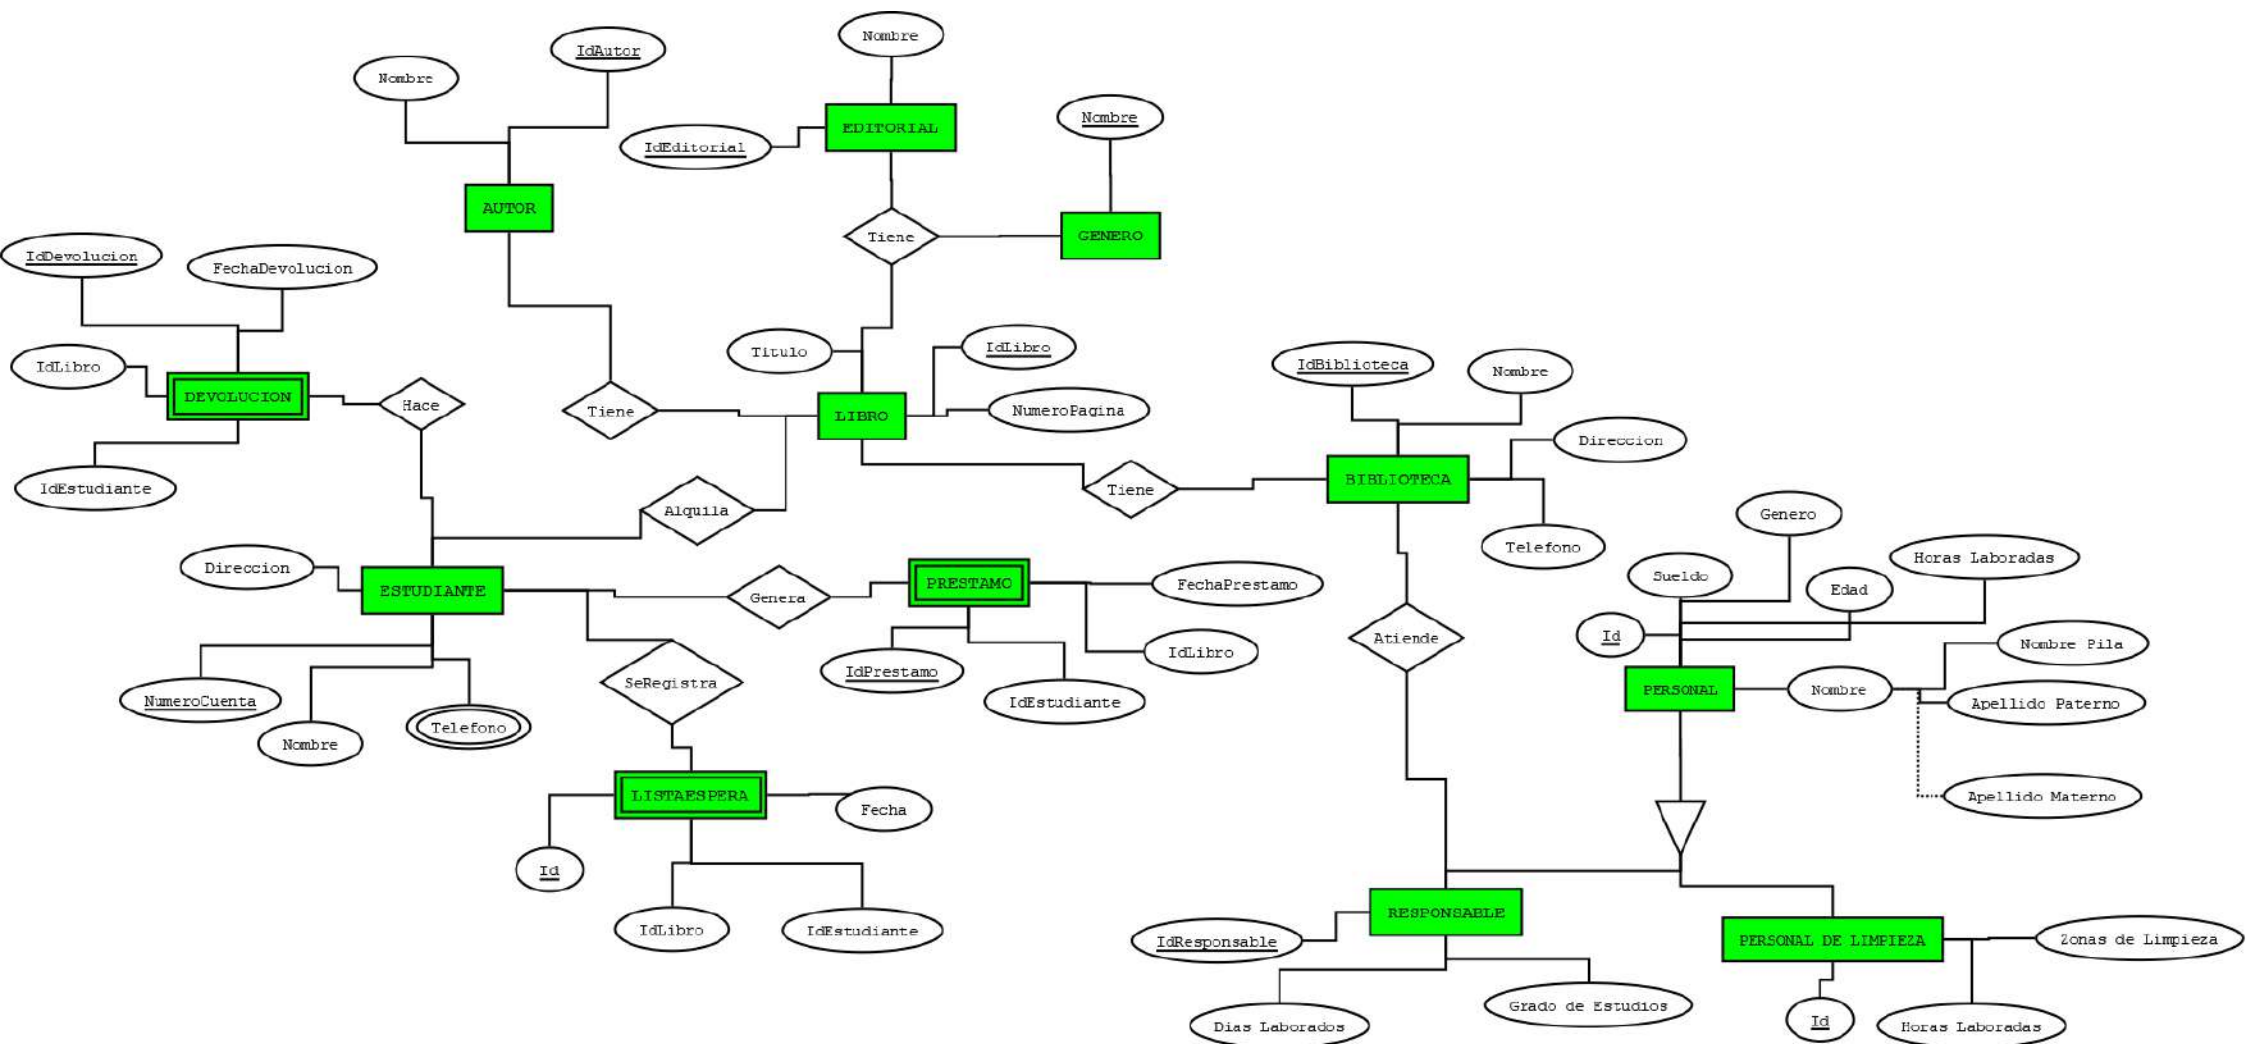 Nombre
IdAutor
Nombre
IdEditorial
EDITORIAL
Nombre
AUTOR
Tiene
GENERO
IdDevolucion
FechaDevolucion
IdLibro
DEVOLUCION
Hace
IdEstudiante
Titulo
IdLibro
Tiene
LIBRO
NumeroPagina
IdBiblioteca
Nombre
Direccion
BIBLIOTECA
Tiene
Telefono
Alquila
Direccion
ESTUDIANTE
Genera
PRESTAMO
FechaPrestamo
IdLibro
IdPrestamo
IdEstudiante
NumeroCuenta
Nombre
Telefono
SeRegistra
LISTAESPERA
Fecha
Id
IdLibro
IdEstudiante
Atiende
Genero
Sueldo
Horas Laboradas
Edad
Id
Nombre Pila
PERSONAL
Nombre
Apellido Paterno
Apellido Materno
RESPONSABLE
IdResponsable
Dias Laborados
Grado de Estudios
PERSONAL DE LIMPIEZA
Zonas de Limpieza
Id
Horas Laboradas